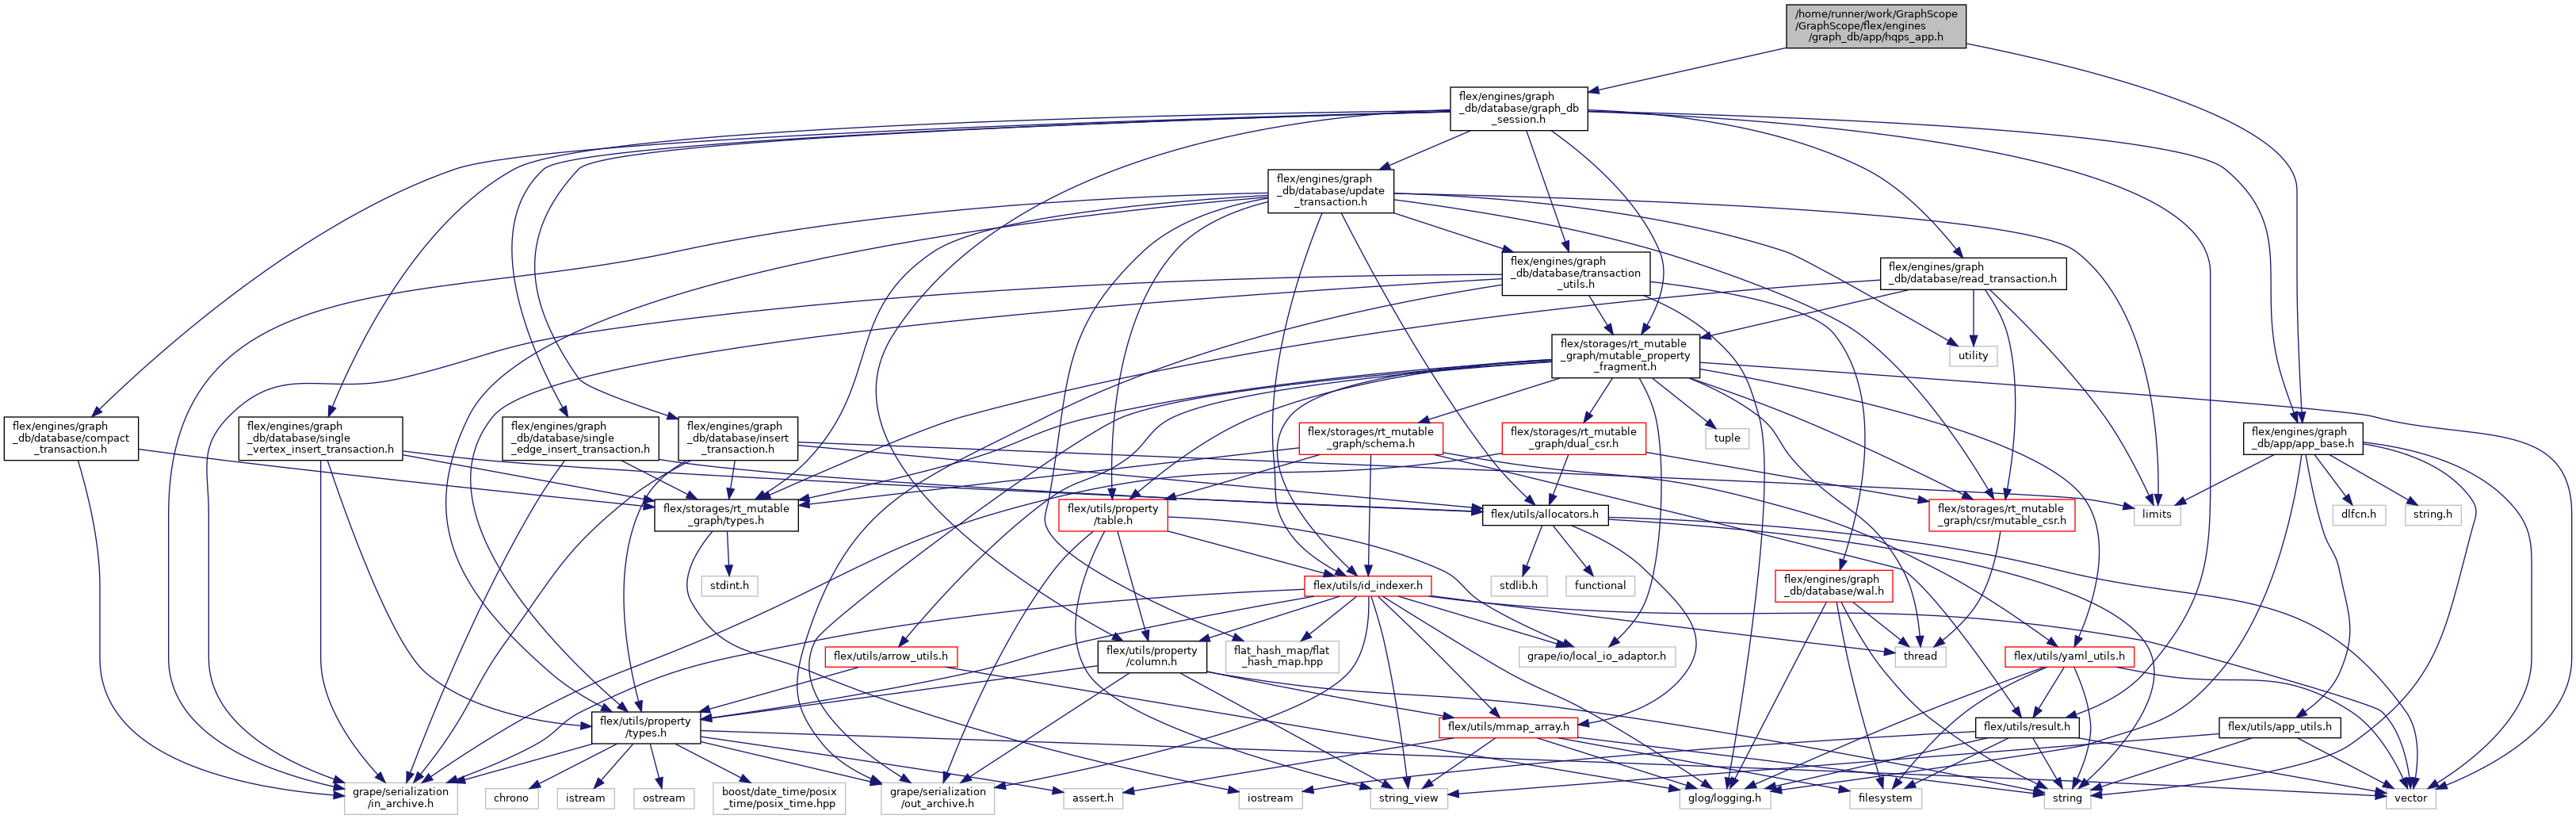 /home/runner/work/GraphScope
/GraphScope/flex/engines
/graph_db/app/hqps_app.h
flex/engines/graph
_db/database/graph_db
_session.h
flex/engines/graph
_db/database/update
_transaction.h
flex/engines/graph
_db/database/transaction
_utils.h
flex/engines/graph
_db/database/read_transaction.h
flex/storages/rt_mutable
_graph/mutable_property
_fragment.h
utility
flex/engines/graph
_db/database/compact
_transaction.h
flex/engines/graph
_db/database/single
_vertex_insert_transaction.h
flex/engines/graph
_db/database/single
_edge_insert_transaction.h
flex/engines/graph
_db/database/insert
_transaction.h
flex/storages/rt_mutable
_graph/schema.h
flex/storages/rt_mutable
_graph/dual_csr.h
tuple
flex/engines/graph
_db/app/app_base.h
flex/storages/rt_mutable
_graph/types.h
flex/utils/property
/table.h
flex/utils/allocators.h
flex/storages/rt_mutable
_graph/csr/mutable_csr.h
limits
dlfcn.h
string.h
stdint.h
flex/utils/id_indexer.h
stdlib.h
functional
flex/engines/graph
_db/database/wal.h
flex/utils/arrow_utils.h
flex/utils/property
/column.h
flat_hash_map/flat
_hash_map.hpp
grape/io/local_io_adaptor.h
thread
flex/utils/yaml_utils.h
flex/utils/property
/types.h
flex/utils/mmap_array.h
flex/utils/result.h
flex/utils/app_utils.h
grape/serialization
/in_archive.h
chrono
istream
ostream
boost/date_time/posix
_time/posix_time.hpp
grape/serialization
/out_archive.h
assert.h
iostream
string_view
glog/logging.h
filesystem
string
vector